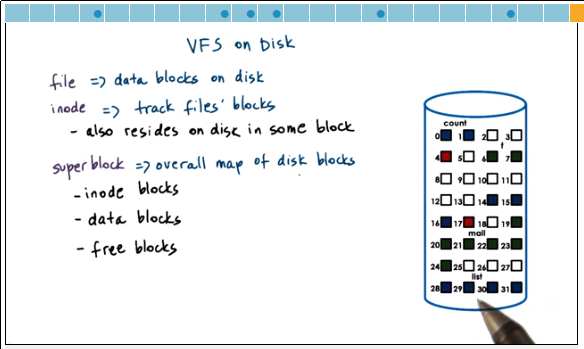 VFS on Disk
file => data blocks on disk
inode => track files' blocks
- also resides on disk in some block
superblock => overall map of disk blocks
- inode blocks
- data blocks
- free blocks
count
0 1 2 3
f
4 5 6 7
8 9 10 11
12 13 14 15
16 17 18 19
mail
20 21 22 23
24 25 26 27
list
28 29 30 31